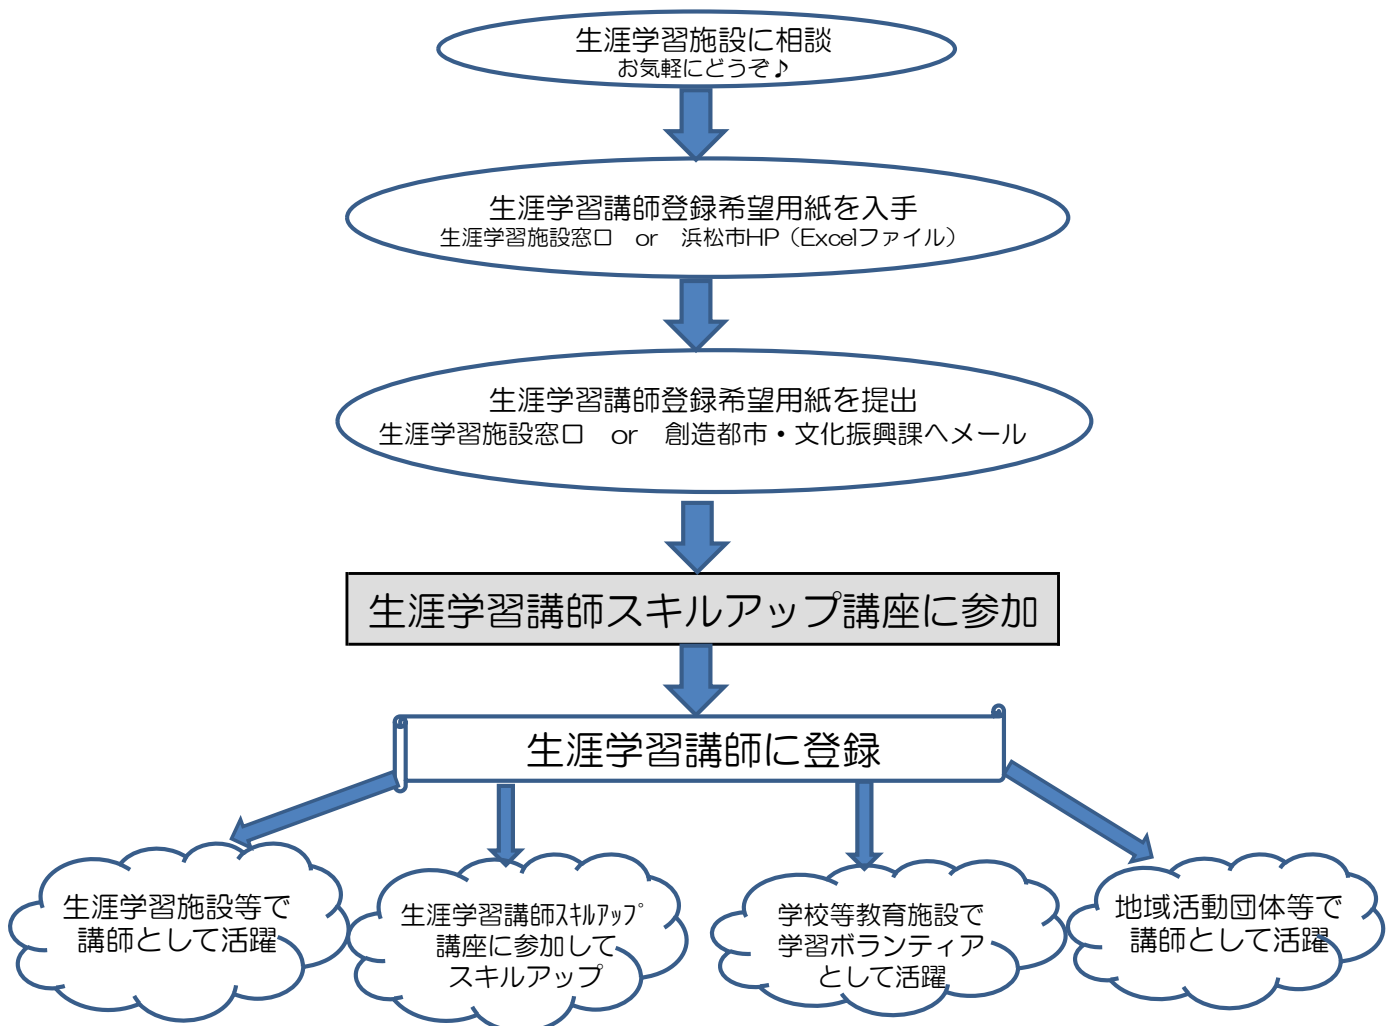 生涯学習施設に相談
お気軽にどうぞ♪
生涯学習講師登録希望用紙を入手
生涯学習施設窓口　or　浜松市HP（Excelファイル）
生涯学習講師登録希望用紙を提出
生涯学習施設窓口　or　創造都市・文化振興課へメール
生涯学習講師スキルアップ講座に参加
生涯学習講師に登録
生涯学習施設等で
講師として活躍
生涯学習講師ｽｷﾙｱｯﾌﾟ
講座に参加して
スキルアップ
学校等教育施設で
学習ボランティア
として活躍
地域活動団体等で
講師として活躍